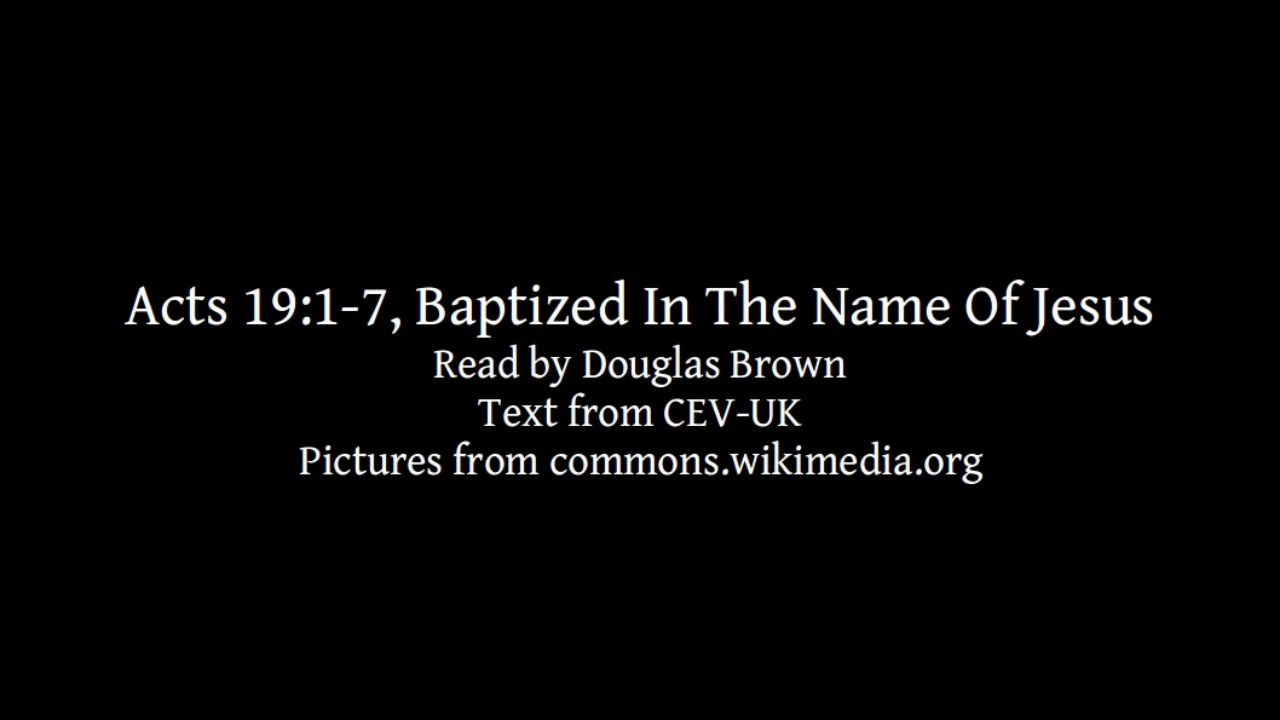 Acts 19:1-7, Baptized In The Name Of Jesus
Read by Douglas Brown
Text from CEV-UK
Pictures from commons.wikimedia.org